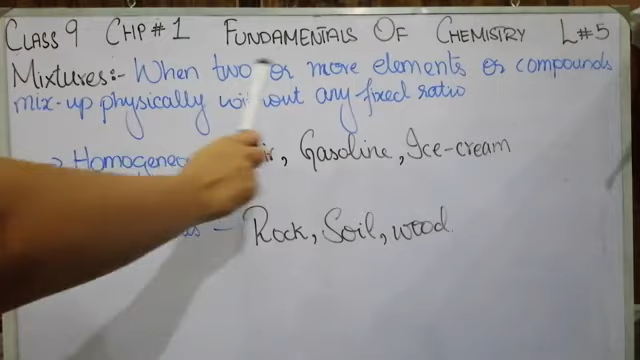 CLASS 9 CHP # 1 FUNDAMENTALS OF CHEMISTRY L#5
Mixtures:- When two or more elements or compounds
mix-up physically without any fixed ratio
→ Homogeneo , Gasoline, Ice-cream
– Rock, Soil, wood